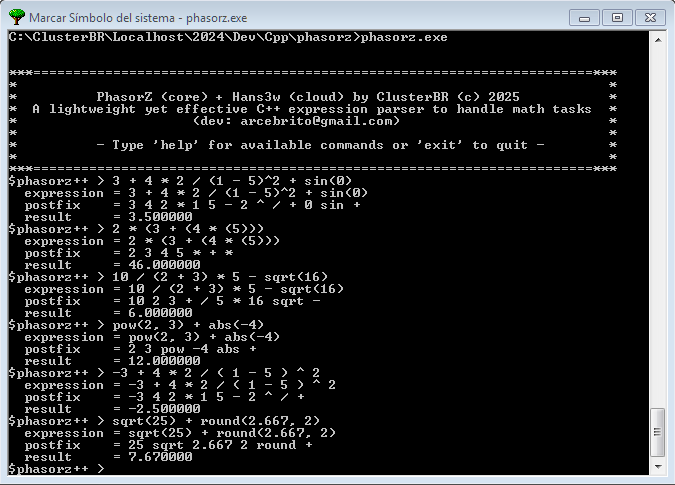 Marcar Símbolo del sistema - phasorz.exe
C:\ClusterBR\Localhost\2024\Dev\Cpp\phasorz>phasorz.exe
***=====================================================================***
*                                                                         *
*          PhasorZ (core) + Hans3w (cloud) by ClusterBR (c) 2025          *
*  A lightweight yet effective C++ expression parser to handle math tasks  *
*                      (dev: arcebrito@gmail.com)                         *
*                                                                         *
*          - Type 'help' for available commands or 'exit' to quit -       *
*                                                                         *
***=====================================================================***
$phasorz++ > 3 + 4 * 2 / (1 - 5)^2 + sin(0)
  expression = 3 + 4 * 2 / (1 - 5)^2 + sin(0)
  postfix    = 3 4 2 * 1 5 - 2 ^ / + 0 sin +
  result     = 3.500000
$phasorz++ > 2 * (3 + (4 * (5)))
  expression = 2 * (3 + (4 * (5)))
  postfix    = 2 3 4 5 * + *
  result     = 46.000000
$phasorz++ > 10 / (2 + 3) * 5 - sqrt(16)
  expression = 10 / (2 + 3) * 5 - sqrt(16)
  postfix    = 10 2 3 + / 5 * 16 sqrt -
  result     = 6.000000
$phasorz++ > pow(2, 3) + abs(-4)
  expression = pow(2, 3) + abs(-4)
  postfix    = 2 3 pow -4 abs +
  result     = 12.000000
$phasorz++ > -3 + 4 * 2 / ( 1 - 5 ) ^ 2
  expression = -3 + 4 * 2 / ( 1 - 5 ) ^ 2
  postfix    = -3 4 2 * 1 5 - 2 ^ / +
  result     = -2.500000
$phasorz++ > sqrt(25) + round(2.667, 2)
  expression = sqrt(25) + round(2.667, 2)
  postfix    = 25 sqrt 2.667 2 round +
  result     = 7.670000
$phasorz++ >